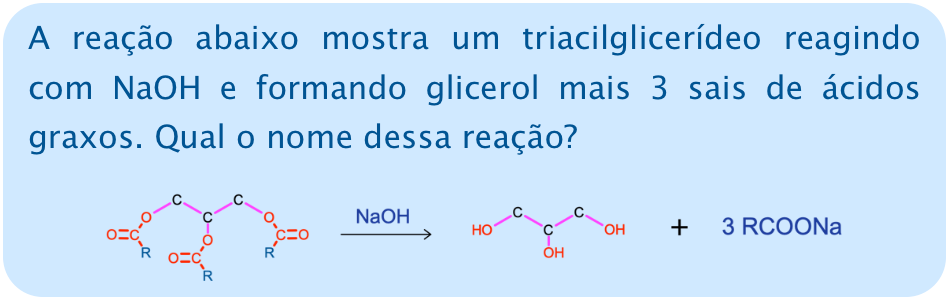 A reação abaixo mostra um triacilglicerídeo reagindo
com NaOH e formando glicerol mais 3 sais de ácidos
graxos. Qual o nome dessa reação?
C C
O C O NaOH C C
O=C O C=O HO C OH + 3 RCOONa
R O=C R OH
R